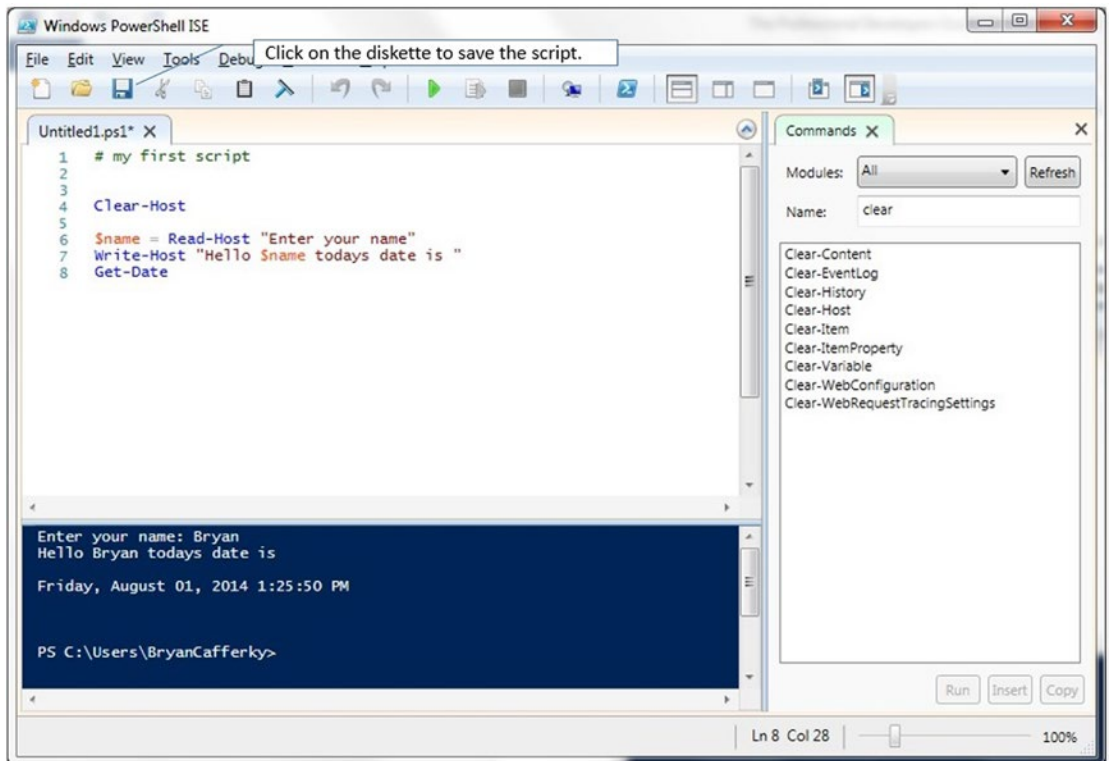 Windows PowerShell ISE
Click on the diskette to save the script.
File Edit View Tools Debu
Untitled1.ps1* X
1 # my first script
2
3
4 Clear-Host
5
6 $name = Read-Host "Enter your name"
7 Write-Host "Hello $name todays date is "
8 Get-Date
Enter your name: Bryan
Hello Bryan todays date is
Friday, August 01, 2014 1:25:50 PM
PS C:\Users\BryanCafferky>
Commands X
Modules: All Refresh
Name: clear
Clear-Content
Clear-EventLog
Clear-History
Clear-Host
Clear-Item
Clear-ItemProperty
Clear-Variable
Clear-WebConfiguration
Clear-WebRequestTracingSettings
Run Insert Copy
Ln 8 Col 28 100%